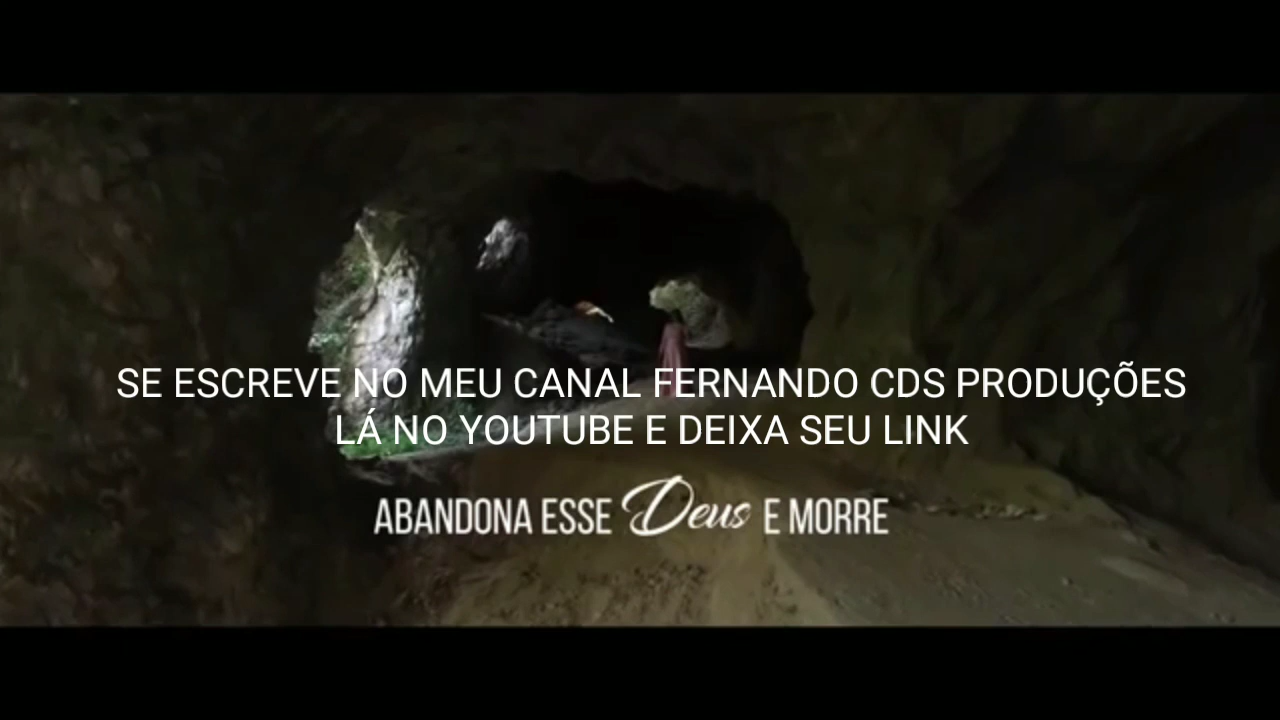 SE ESCREVE NO MEU CANAL FERNANDO CDS PRODUÇÕES
LÁ NO YOUTUBE E DEIXA SEU LINK
ABANDONA ESSE Deus E MORRE